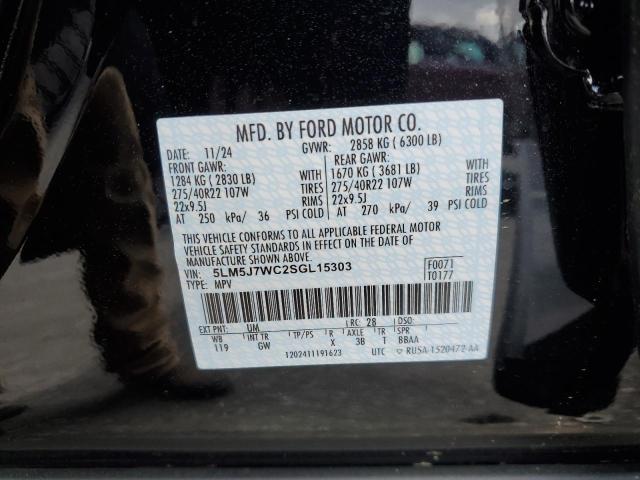 MFD. BY FORD MOTOR CO.
DATE: 11/24 GVWR: 2858 KG ( 6300 LB)
FRONT GAWR: REAR GAWR:
1284 KG ( 2830 LB) WITH 1670 KG ( 3681 LB) WITH
275/40R22 107W TIRES 275/40R22 107W TIRES
22x9.5J RIMS 22x9.5J RIMS
AT 250 kPa/ 36 PSI COLD AT 270 kPa/ 39 PSI COLD
THIS VEHICLE CONFORMS TO ALL APPLICABLE FEDERAL MOTOR
VEHICLE SAFETY STANDARDS IN EFFECT ON THE DATE OF
MANUFACTURE SHOWN ABOVE.
VIN: 5LM5J7WC2SGL15303 F0071
TYPE: MPV T0177
EXT PNT: UM RC: 28 DSO:
WB INT TR TP/PS R AXLE TR SPR
119 GW X 3B T BBAA
1202411191623 UTC RU5A-1520472-AA